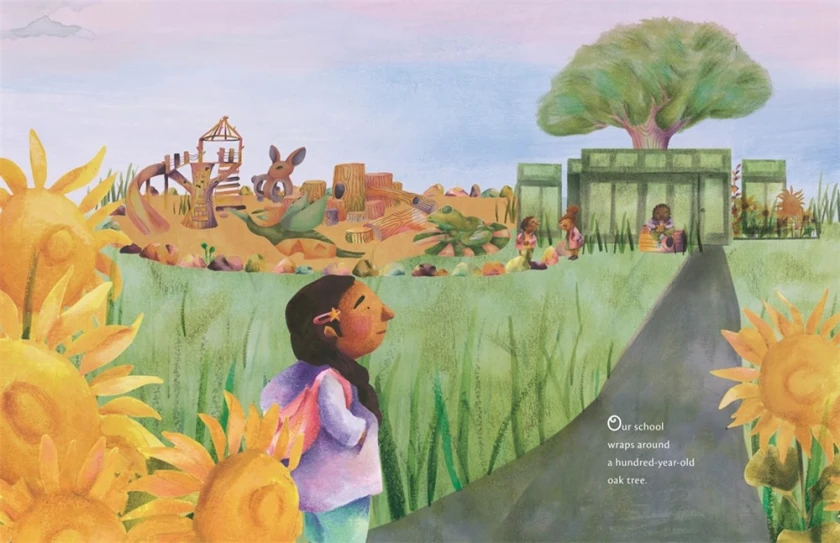 Our school
wraps around
a hundred-year-old
oak tree.